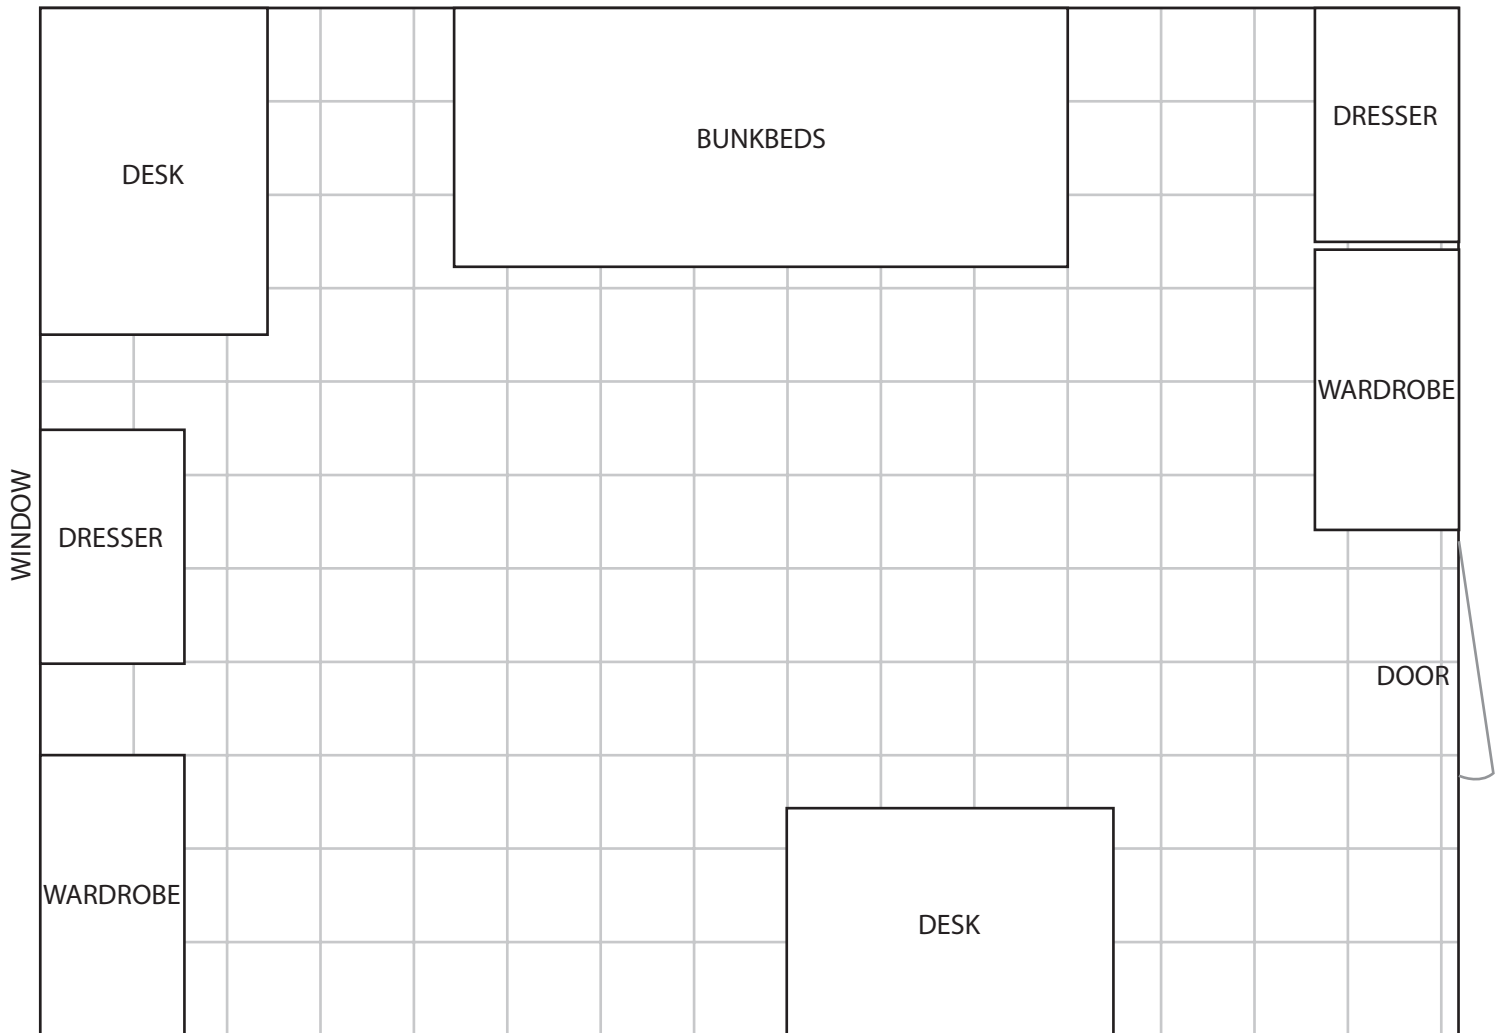 DESK
BUNKBEDS
DRESSER
WARDROBE
WINDOW
DRESSER
DOOR
WARDROBE
DESK